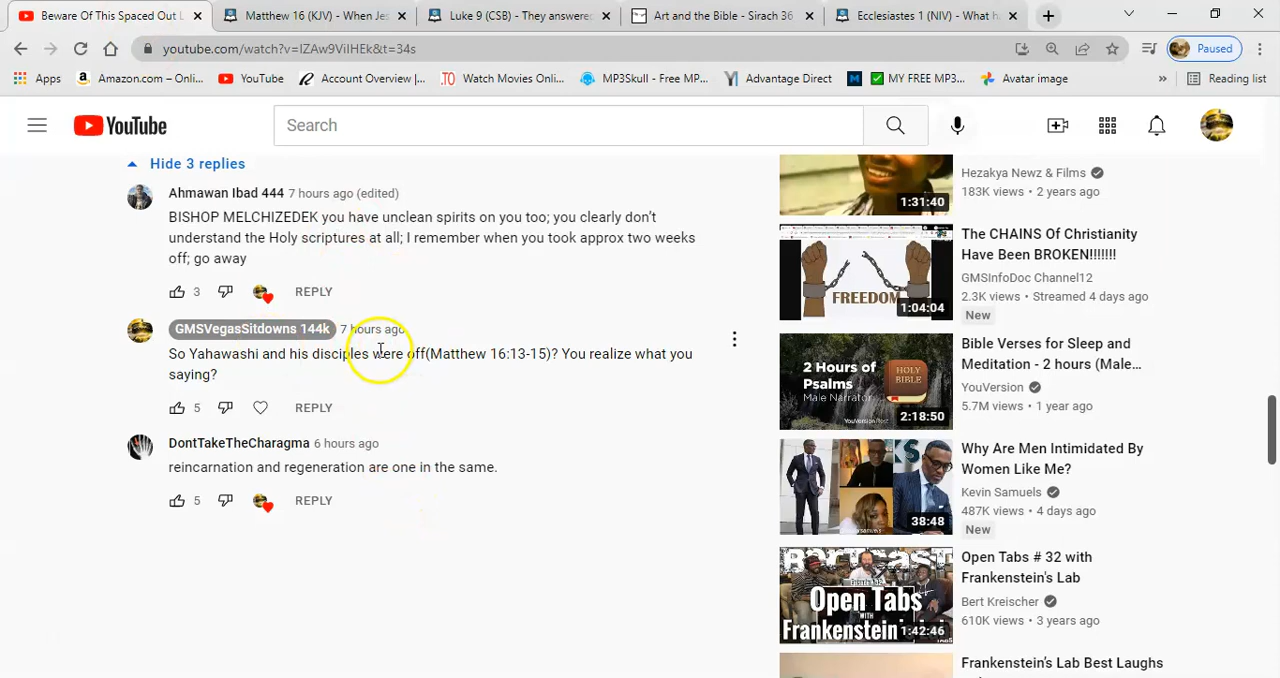 Beware Of This Spaced Out L
Matthew 16 (KJV) - When Jes
Luke 9 (CSB) - They answere
Art and the Bible - Sirach 36
Ecclesiastes 1 (NIV) - What h
youtube.com/watch?v=IZAw9ViIHEk&t=34s
Paused
Apps
Amazon.com – Onli...
YouTube
Account Overview |...
Watch Movies Onli...
MP3Skull - Free MP...
Advantage Direct
MY FREE MP3...
Avatar image
»
Reading list
YouTube
Search
Hide 3 replies
Ahmawan Ibad 444 7 hours ago (edited)
BISHOP MELCHIZEDEK you have unclean spirits on you too; you clearly don't
understand the Holy scriptures at all; I remember when you took approx two weeks
off; go away
3
REPLY
GMSVegasSitdowns 144k 7 hours ago
So Yahawashi and his disciples were off(Matthew 16:13-15)? You realize what you
saying?
5
REPLY
DontTakeTheCharagma 6 hours ago
reincarnation and regeneration are one in the same.
5
REPLY
1:31:40
Hezakya Newz & Films
183K views • 2 years ago
FREEDOM
1:04:04
The CHAINS Of Christianity
Have Been BROKEN!!!!!!!
GMSInfoDoc Channel12
2.3K views • Streamed 4 days ago
New
2 Hours of
Psalms
Male Narrator
HOLY
BIBLE
YouVersion
2:18:50
Bible Verses for Sleep and
Meditation - 2 hours (Male...
YouVersion
5.7M views • 1 year ago
38:48
Why Are Men Intimidated By
Women Like Me?
Kevin Samuels
487K views • 4 days ago
New
Open Tabs
WITH
Frankenstein's Lab
1:42:46
Open Tabs # 32 with
Frankenstein's Lab
Bert Kreischer
610K views • 3 years ago
Frankenstein's Lab Best Laughs